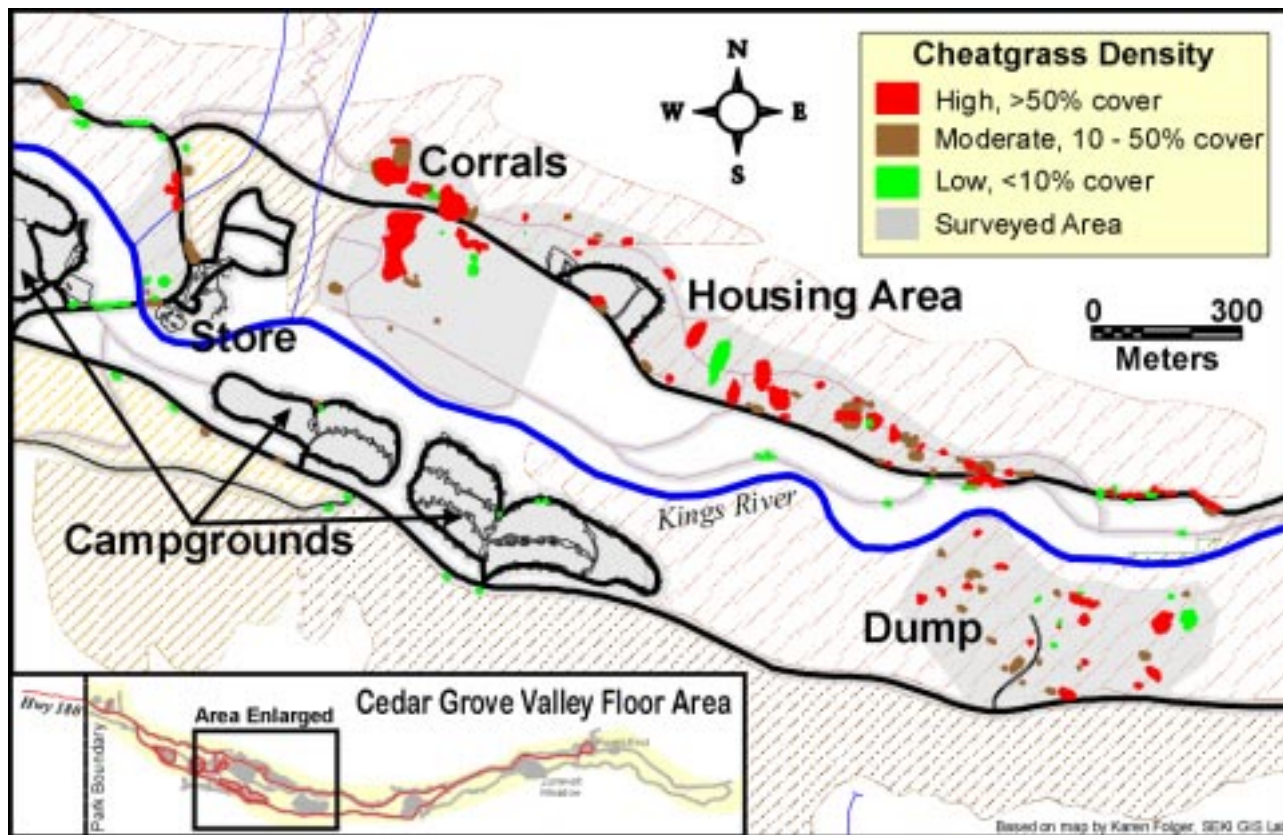 N
W E
S
Cheatgrass Density
High, >50% cover
Moderate, 10 - 50% cover
Low, <10% cover
Surveyed Area
Corrals
Housing Area
0 300
Meters
Store
Kings River
Campgrounds
Dump
Cedar Grove Valley Floor Area
Hwy 180
Area Enlarged
Park Boundary
Based on map by Karen Folger, SEKI GIS